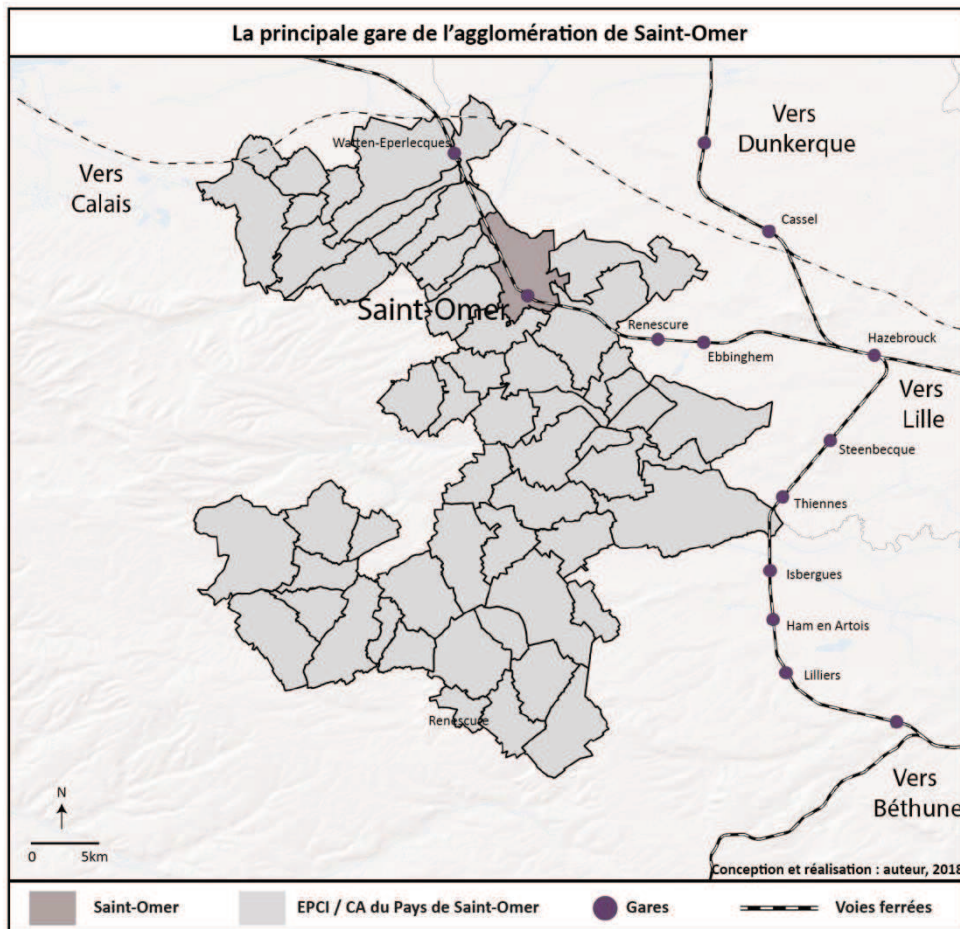 La principale gare de l’agglomération de Saint-Omer
Vers
Dunkerque
Watten-Eperlecques
Vers
Calais
Cassel
Saint-Omer
Renescure
Ebbinghem
Hazebrouck
Vers
Lille
Steenbecque
Thiennes
Isbergues
Ham en Artois
Lilliers
Renescure
Vers
Béthune
N
0 5km
Conception et réalisation : auteur, 2018
Saint-Omer
EPCI / CA du Pays de Saint-Omer
Gares
Voies ferrées